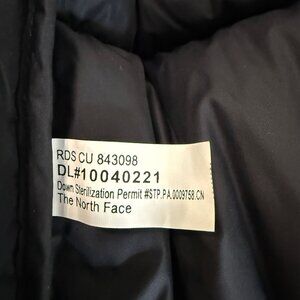 RDS CU 843098
DL#10040221
Down Sterilization Permit #STP.PA.0009758.CN
The North Face